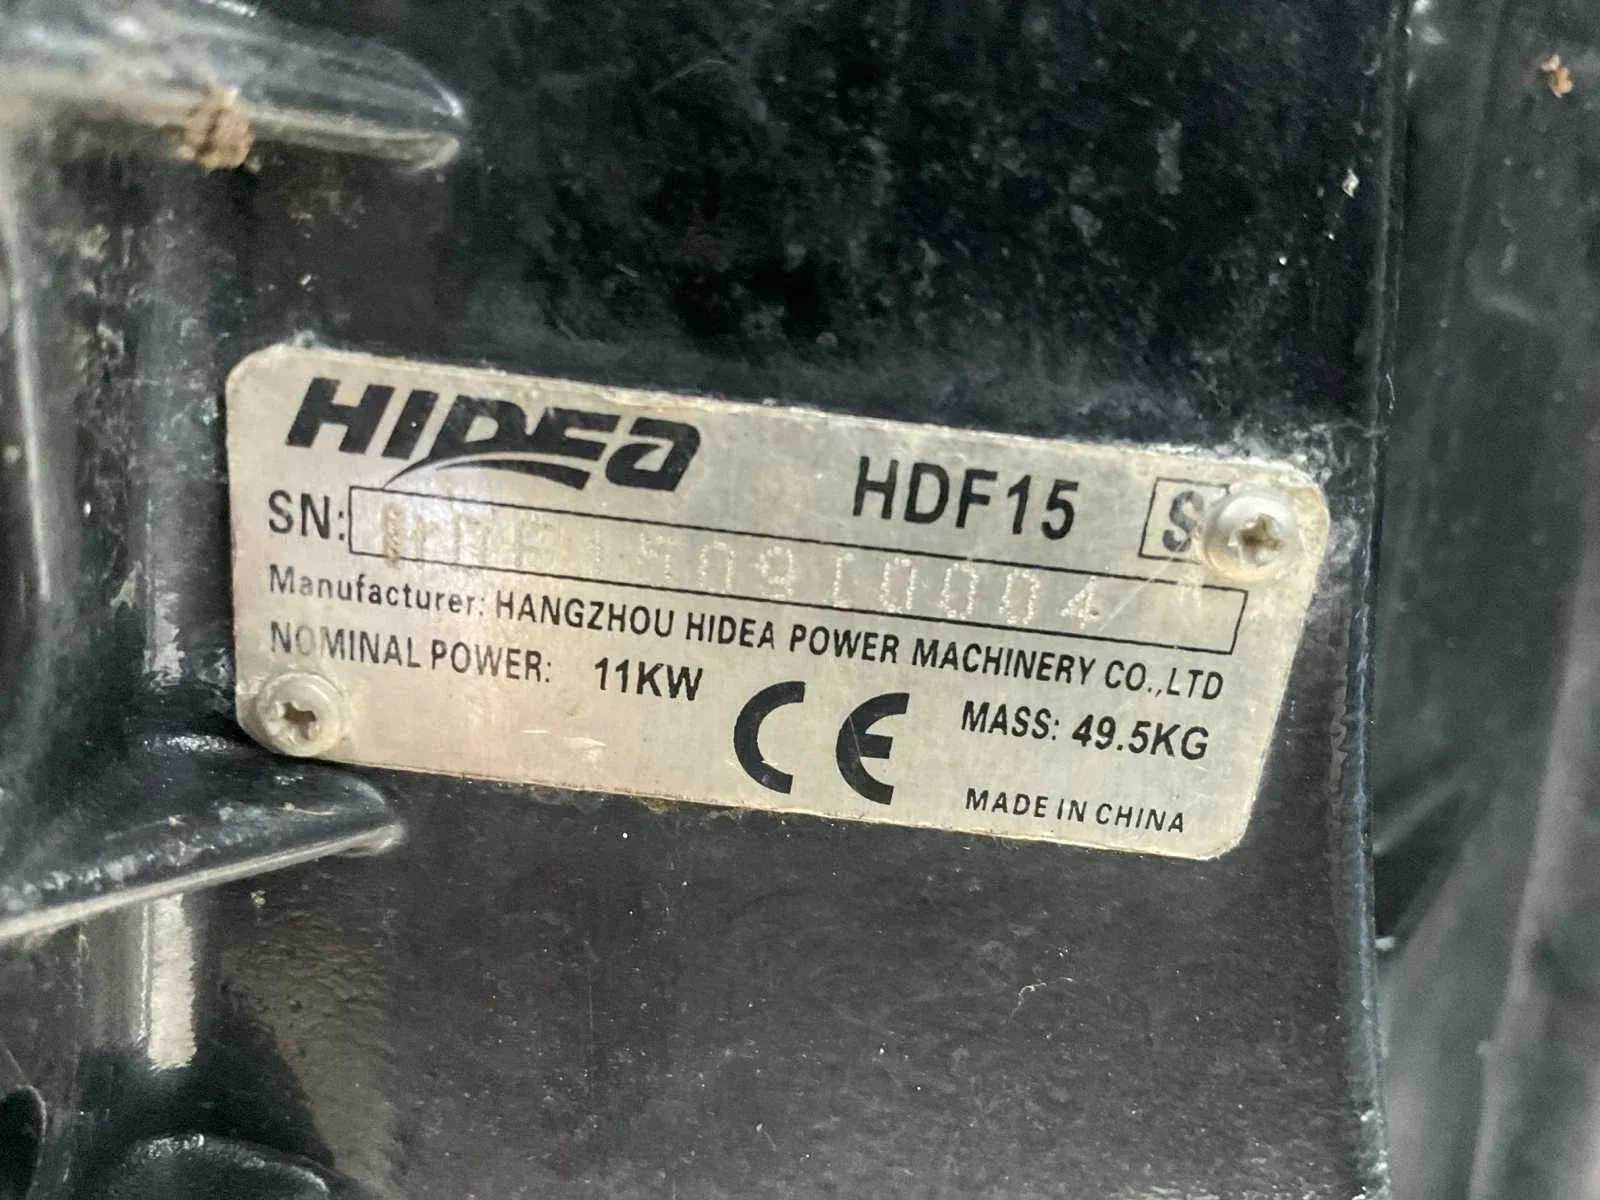 HIDEA HDF15 S
SN:
Manufacturer: HANGZHOU HIDEA POWER MACHINERY CO.,LTD
NOMINAL POWER: 11KW
MASS: 49.5KG
CE
MADE IN CHINA